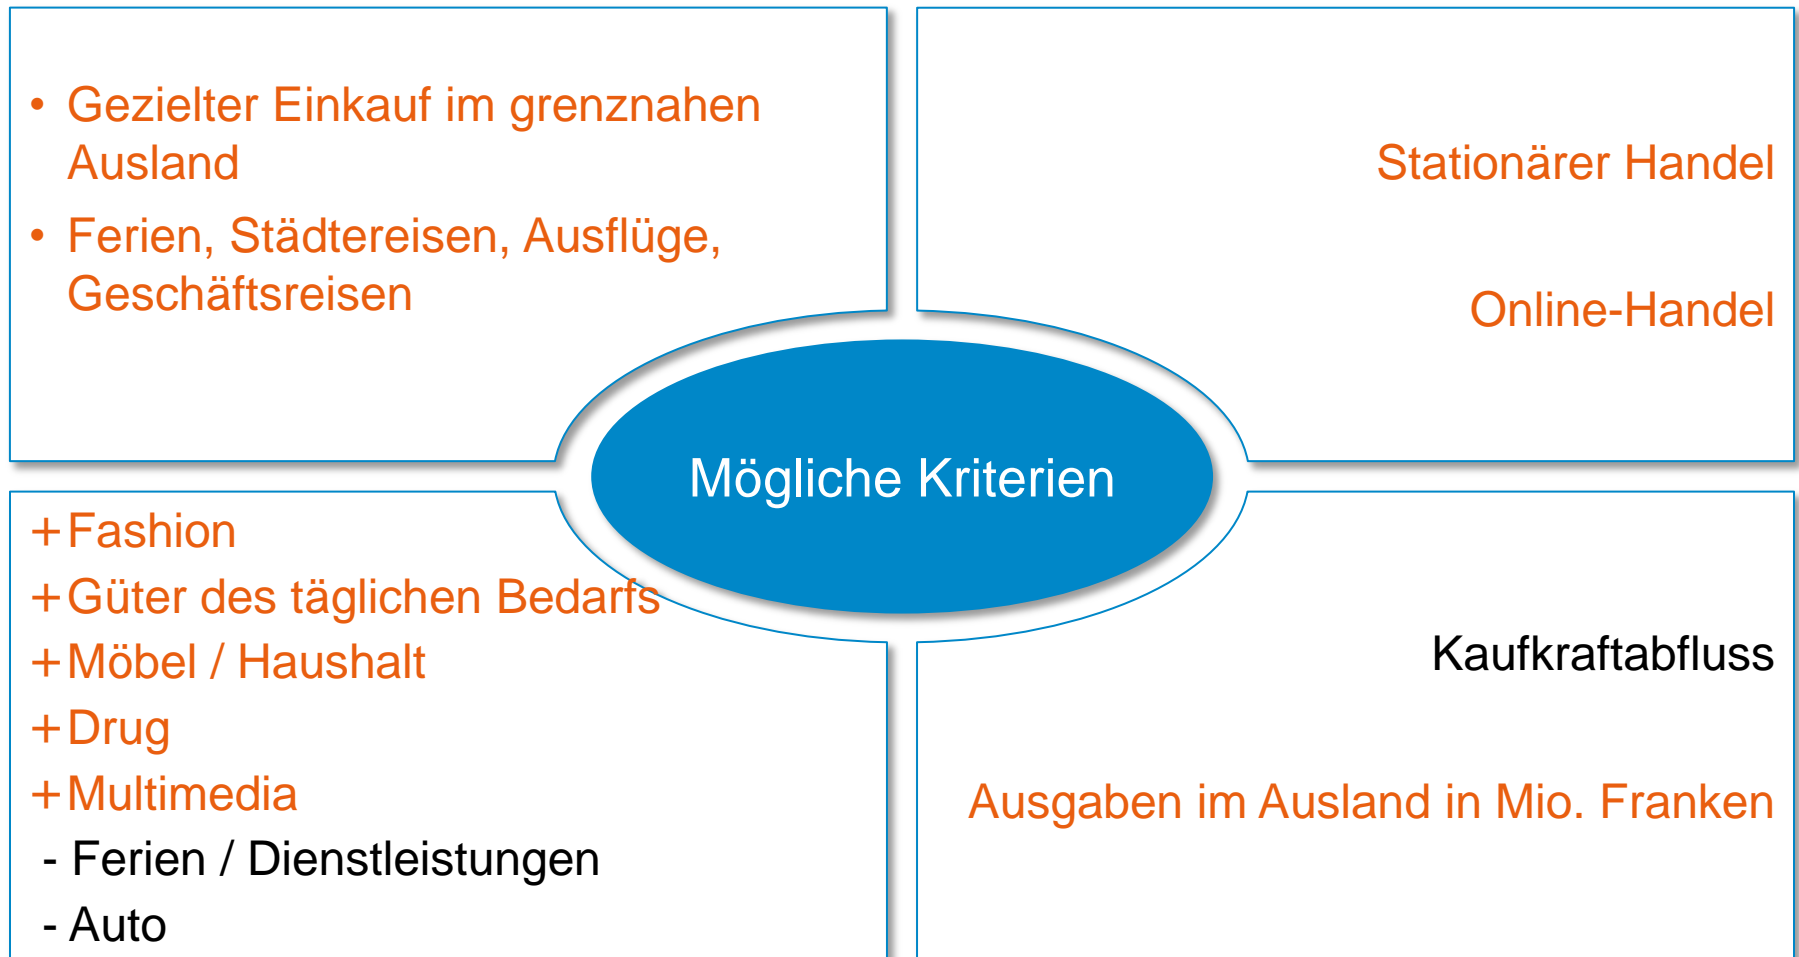 • Gezielter Einkauf im grenznahen
Ausland
• Ferien, Städtereisen, Ausflüge,
Geschäftsreisen
Stationärer Handel
Online-Handel
Mögliche Kriterien
+Fashion
+Güter des täglichen Bedarfs
+Möbel / Haushalt
+Drug
+Multimedia
- Ferien / Dienstleistungen
- Auto
Kaufkraftabfluss
Ausgaben im Ausland in Mio. Franken